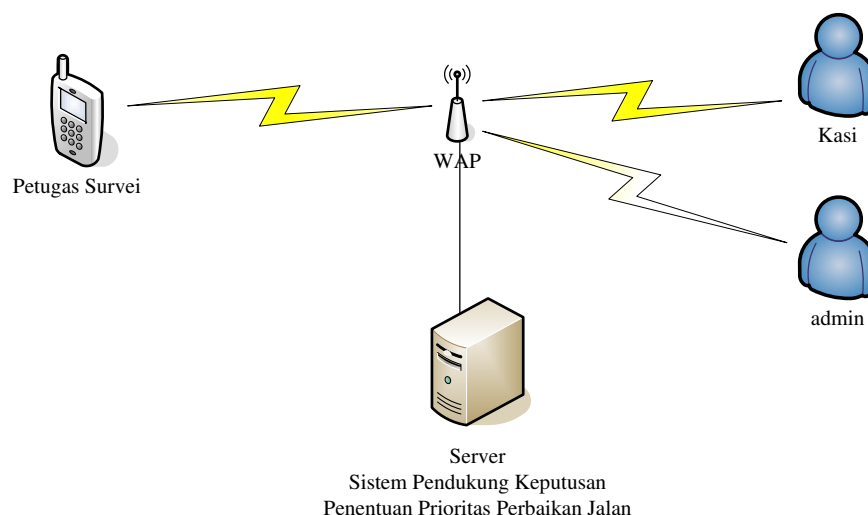 Kasi
WAP
Petugas Survei
admin
Server
Sistem Pendukung Keputusan
Penentuan Prioritas Perbaikan Jalan